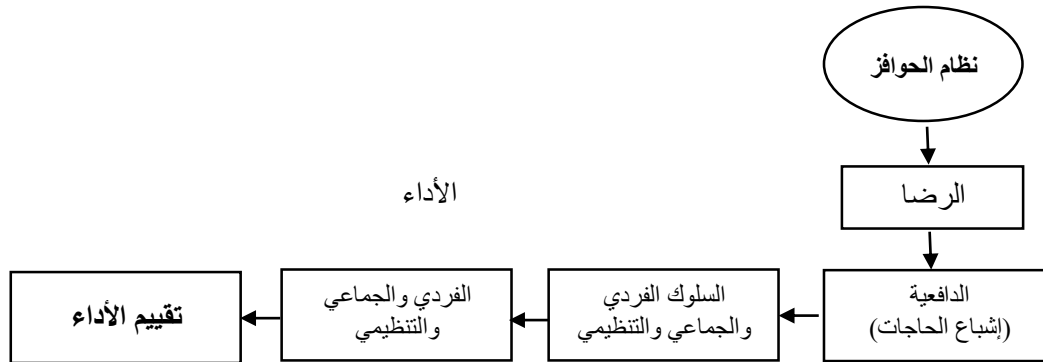 نظام الحوافز
الرضا
الأداء
الدافعية
(إشباع الحاجات)
السلوك الفردي
والجماعي والتنظيمي
الفردي والجماعي
والتنظيمي
تقييم الأداء